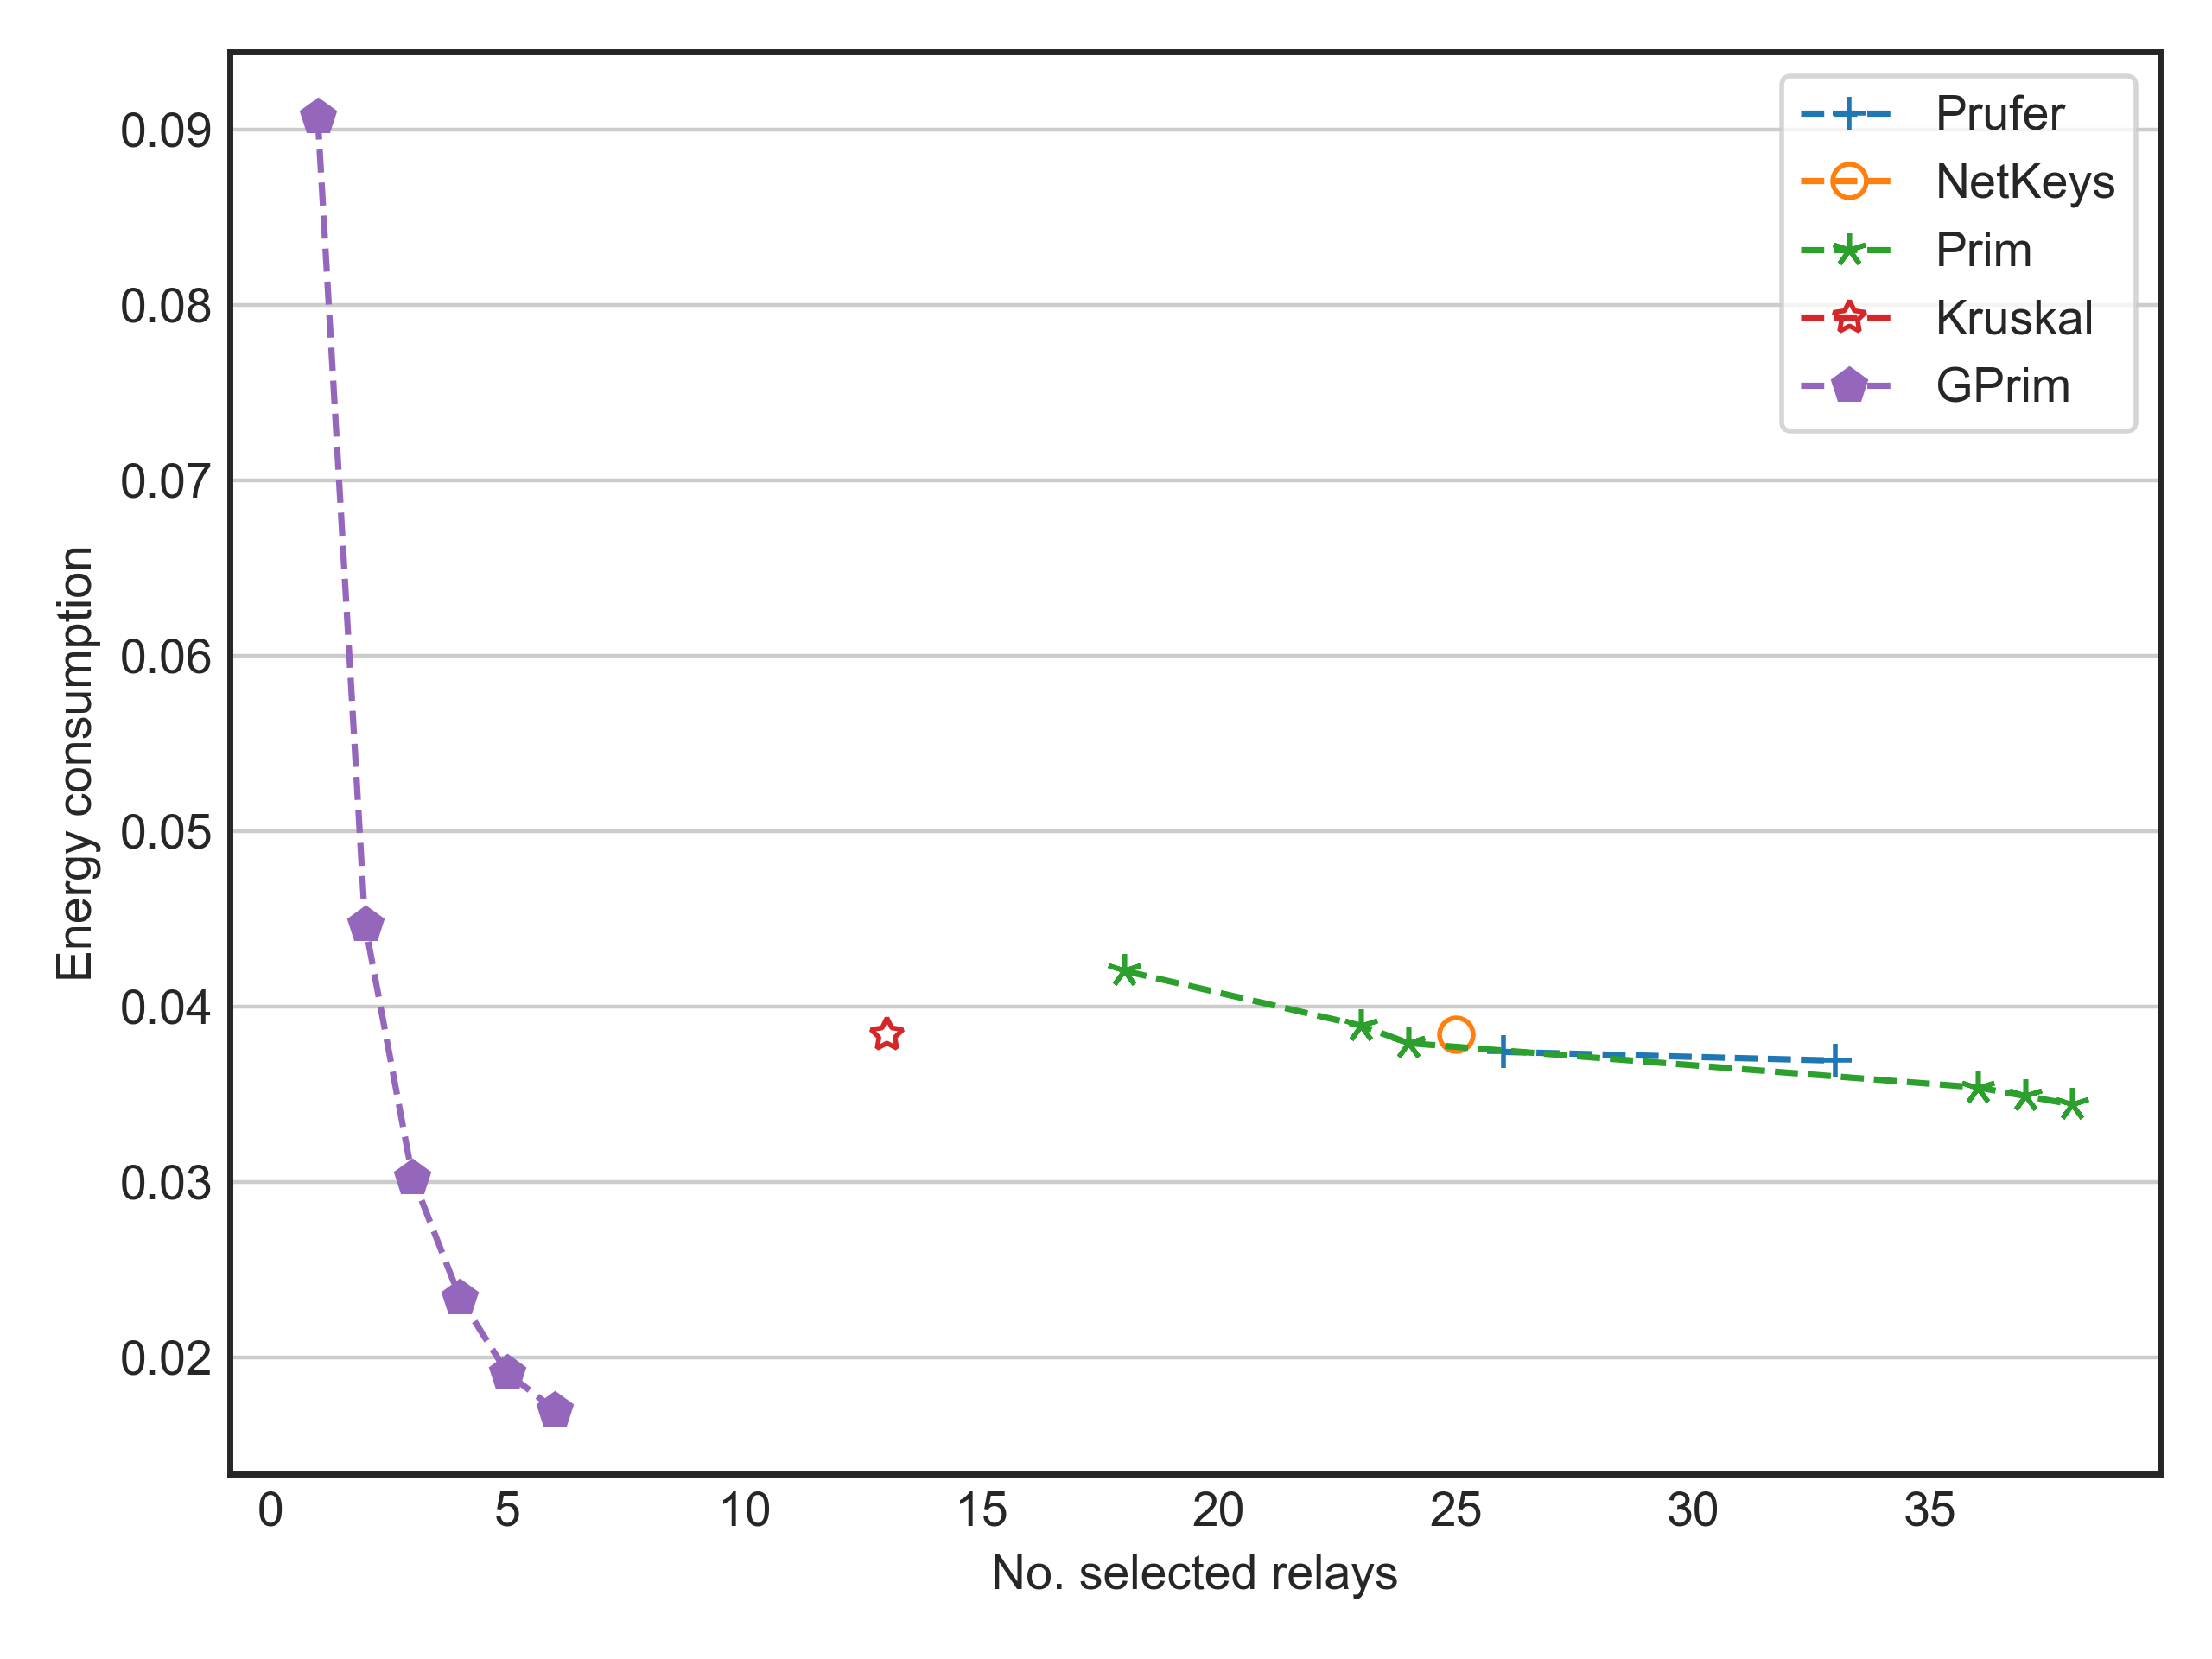 Prufer
NetKeys
Prim
Kruskal
GPrim
0.09
0.08
0.07
0.06
0.05
0.04
0.03
0.02
Energy consumption
0 5 10 15 20 25 30 35
No. selected relays